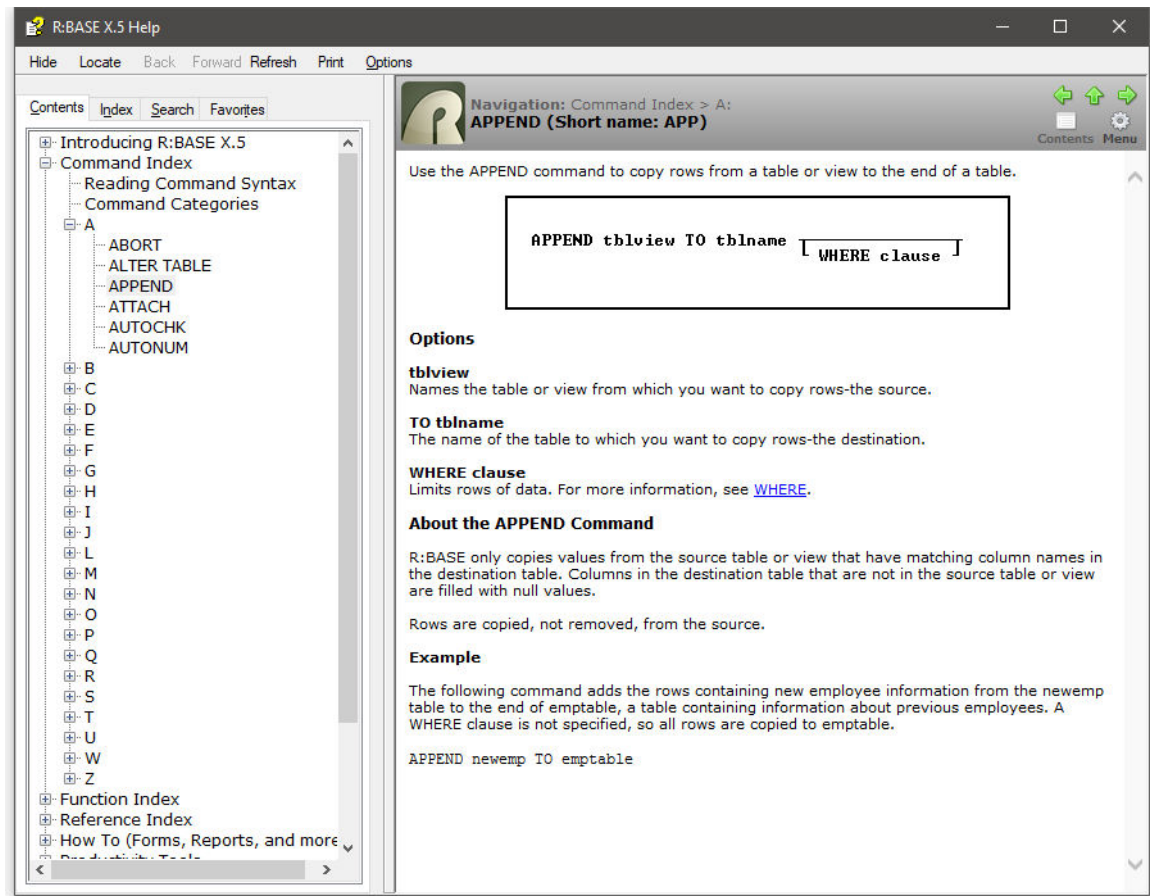 R:BASE X.5 Help
Hide Locate Back Forward Refresh Print Options
Contents Index Search Favorites
Introducing R:BASE X.5
Command Index
Reading Command Syntax
Command Categories
A
ABORT
ALTER TABLE
APPEND
ATTACH
AUTOCHK
AUTONUM
B
C
D
E
F
G
H
I
J
L
M
N
O
P
Q
R
S
T
U
W
Z
Function Index
Reference Index
How To (Forms, Reports, and more
Navigation: Command Index > A:
APPEND (Short name: APP)
Contents Menu
Use the APPEND command to copy rows from a table or view to the end of a table.
APPEND tblview TO tblname
WHERE clause
Options
tblview
Names the table or view from which you want to copy rows-the source.
TO tblname
The name of the table to which you want to copy rows-the destination.
WHERE clause
Limits rows of data. For more information, see WHERE.
About the APPEND Command
R:BASE only copies values from the source table or view that have matching column names in
the destination table. Columns in the destination table that are not in the source table or view
are filled with null values.
Rows are copied, not removed, from the source.
Example
The following command adds the rows containing new employee information from the newemp
table to the end of emptable, a table containing information about previous employees. A
WHERE clause is not specified, so all rows are copied to emptable.
APPEND newemp TO emptable